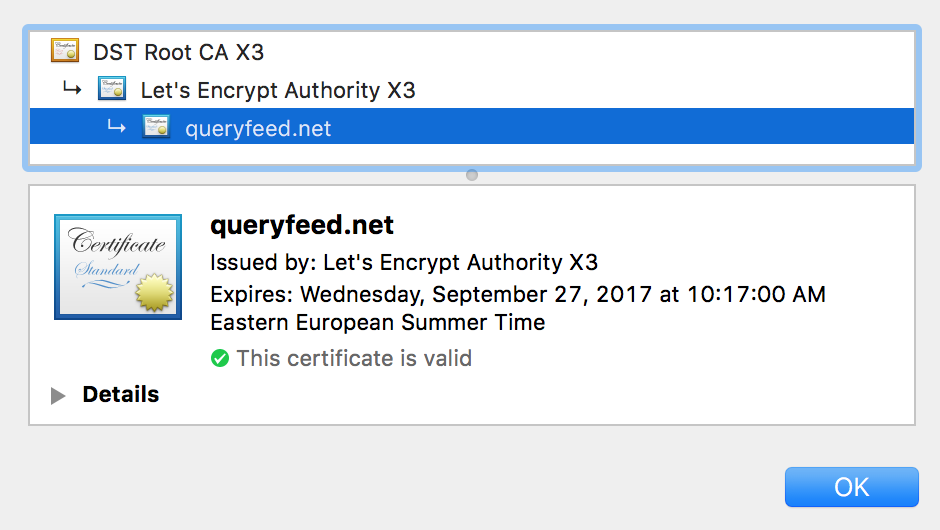 DST Root CA X3
Let's Encrypt Authority X3
queryfeed.net
Certificate
Standard
queryfeed.net
Issued by: Let's Encrypt Authority X3
Expires: Wednesday, September 27, 2017 at 10:17:00 AM
Eastern European Summer Time
This certificate is valid
Details
OK